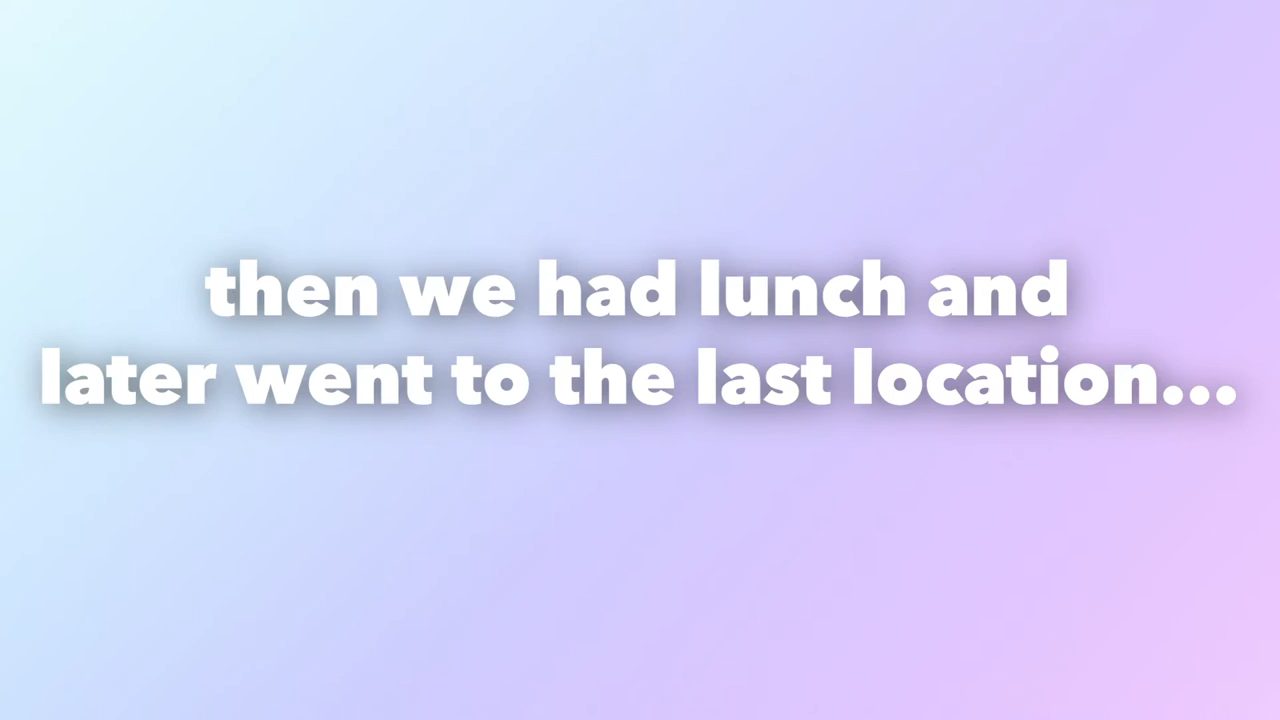 then we had lunch and
later went to the last location...